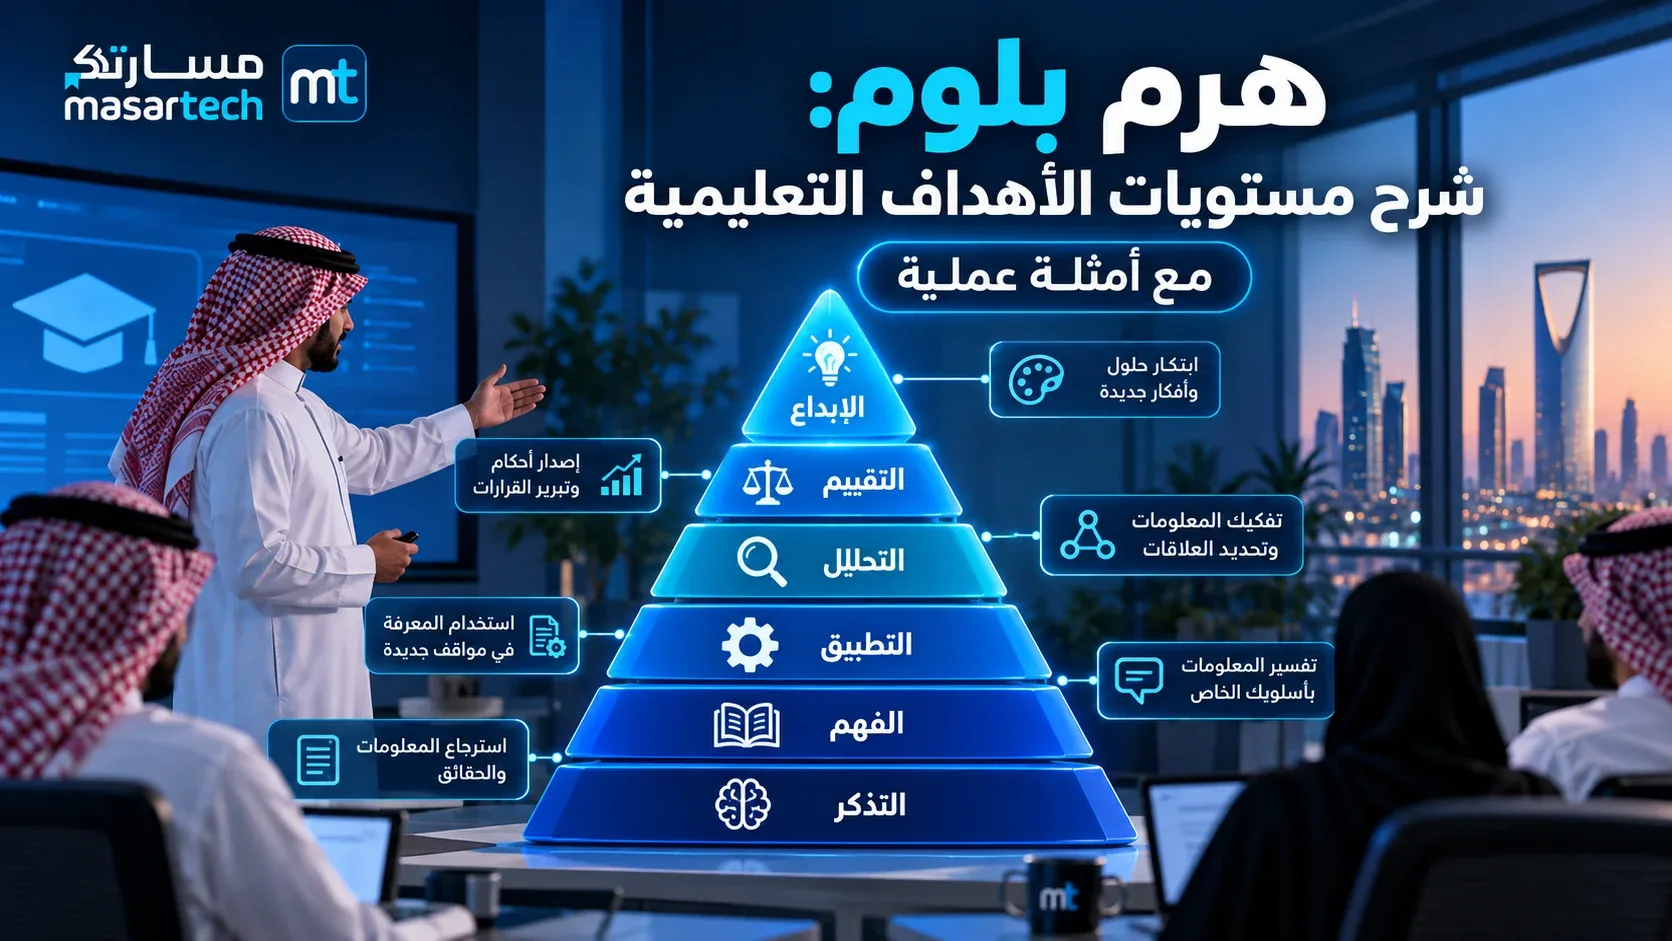 مسارتك
masartech
mt
هرم بلوم:
شرح مستويات الأهداف التعليمية
مع أمثلة عملية
الإبداع
ابتكار حلول
وأفكار جديدة
التقييم
إصدار أحكام
وتبرير القرارات
التحليل
تفكيك المعلومات
وتحديد العلاقات
التطبيق
استخدام المعرفة
في مواقف جديدة
الفهم
تفسير المعلومات
بأسلوبك الخاص
التذكر
استرجاع المعلومات
والحقائق
mt